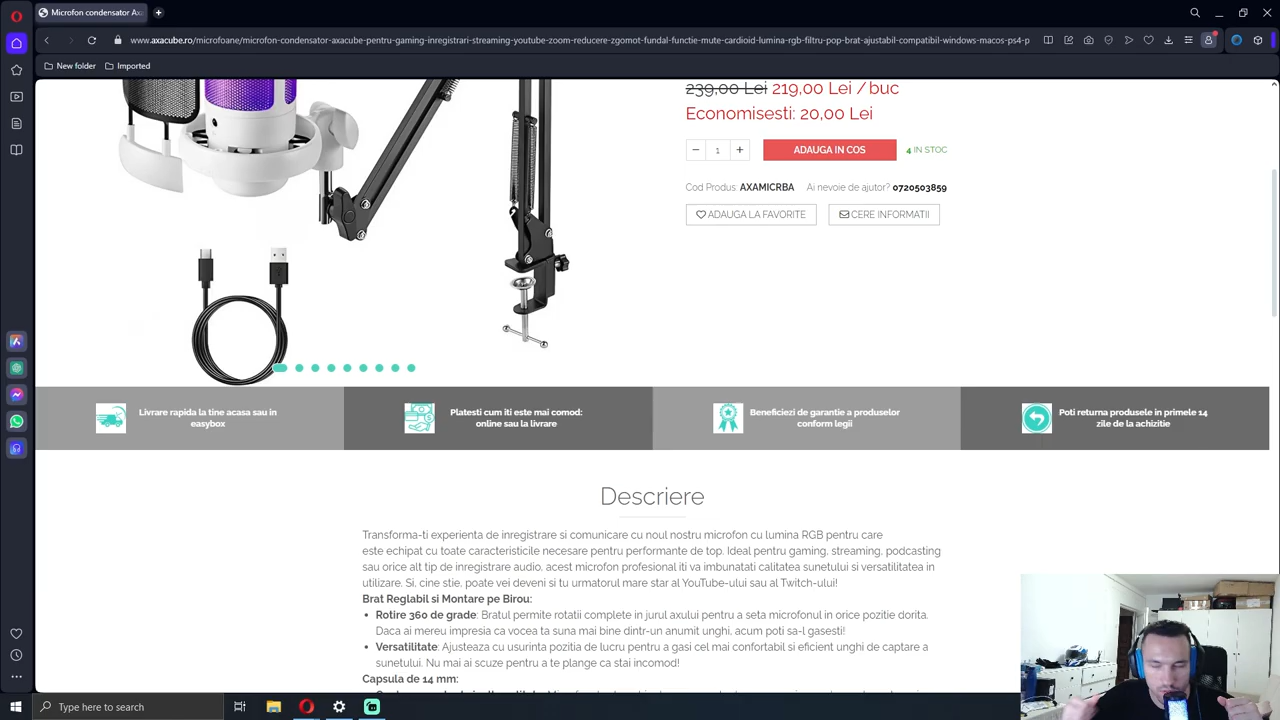 Microfon condensator Axa
www.axacube.ro/microfoane/microfon-condensator-axacube-pentru-gaming-inregistrari-streaming-youtube-zoom-reducere-zgomot-fundal-functie-mute-cardioid-lumina-rgb-filtru-pop-brat-ajustabil-compatibil-windows-macos-ps4-p
New folder
Imported
239,00 Lei 219,00 Lei / buc
Economisesti: 20,00 Lei
− 1 + ADAUGA IN COS 4 IN STOC
Cod Produs: AXAMICRBA Ai nevoie de ajutor? 0720503859
ADAUGA LA FAVORITE CERE INFORMATII
Livrare rapida la tine acasa sau in
easybox
Platesti cum iti este mai comod:
online sau la livrare
Beneficiezi de garantie a produselor
conform legii
Poti returna produsele in primele 14
zile de la achizitie
Descriere
Transforma-ti experienta de inregistrare si comunicare cu noul nostru microfon cu lumina RGB pentru care
este echipat cu toate caracteristicile necesare pentru performante de top. Ideal pentru gaming, streaming, podcasting
sau orice alt tip de inregistrare audio, acest microfon profesional iti va imbunatati calitatea sunetului si versatilitatea in
utilizare. Si, cine stie, poate vei deveni si tu urmatorul mare star al YouTube-ului sau al Twitch-ului!
Brat Reglabil si Montare pe Birou:
• Rotire 360 de grade: Bratul permite rotatii complete in jurul axului pentru a seta microfonul in orice pozitie dorita.
Daca ai mereu impresia ca vocea ta suna mai bine dintr-un anumit unghi, acum poti sa-l gasesti!
• Versatilitate: Ajusteaza cu usurinta pozitia de lucru pentru a gasi cel mai confortabil si eficient unghi de captare a
sunetului. Nu mai ai scuze pentru a te plange ca stai incomod!
Capsula de 14 mm:
Type here to search